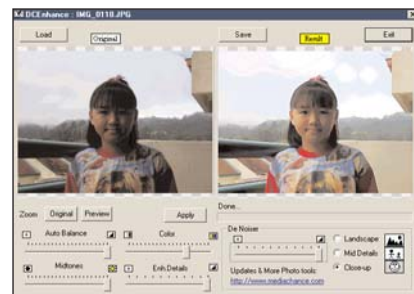 DCEnhance : IMG_0110.JPG
Load
Original
Save
Result
Exit
Zoom
Original
Preview
Apply
Done...
Auto Balance
Color
Midtones
Enh.Details
De Noiser
Landscape
Mid Details
Close-up
Updates & More Photo tools:
http://www.mediachance.com